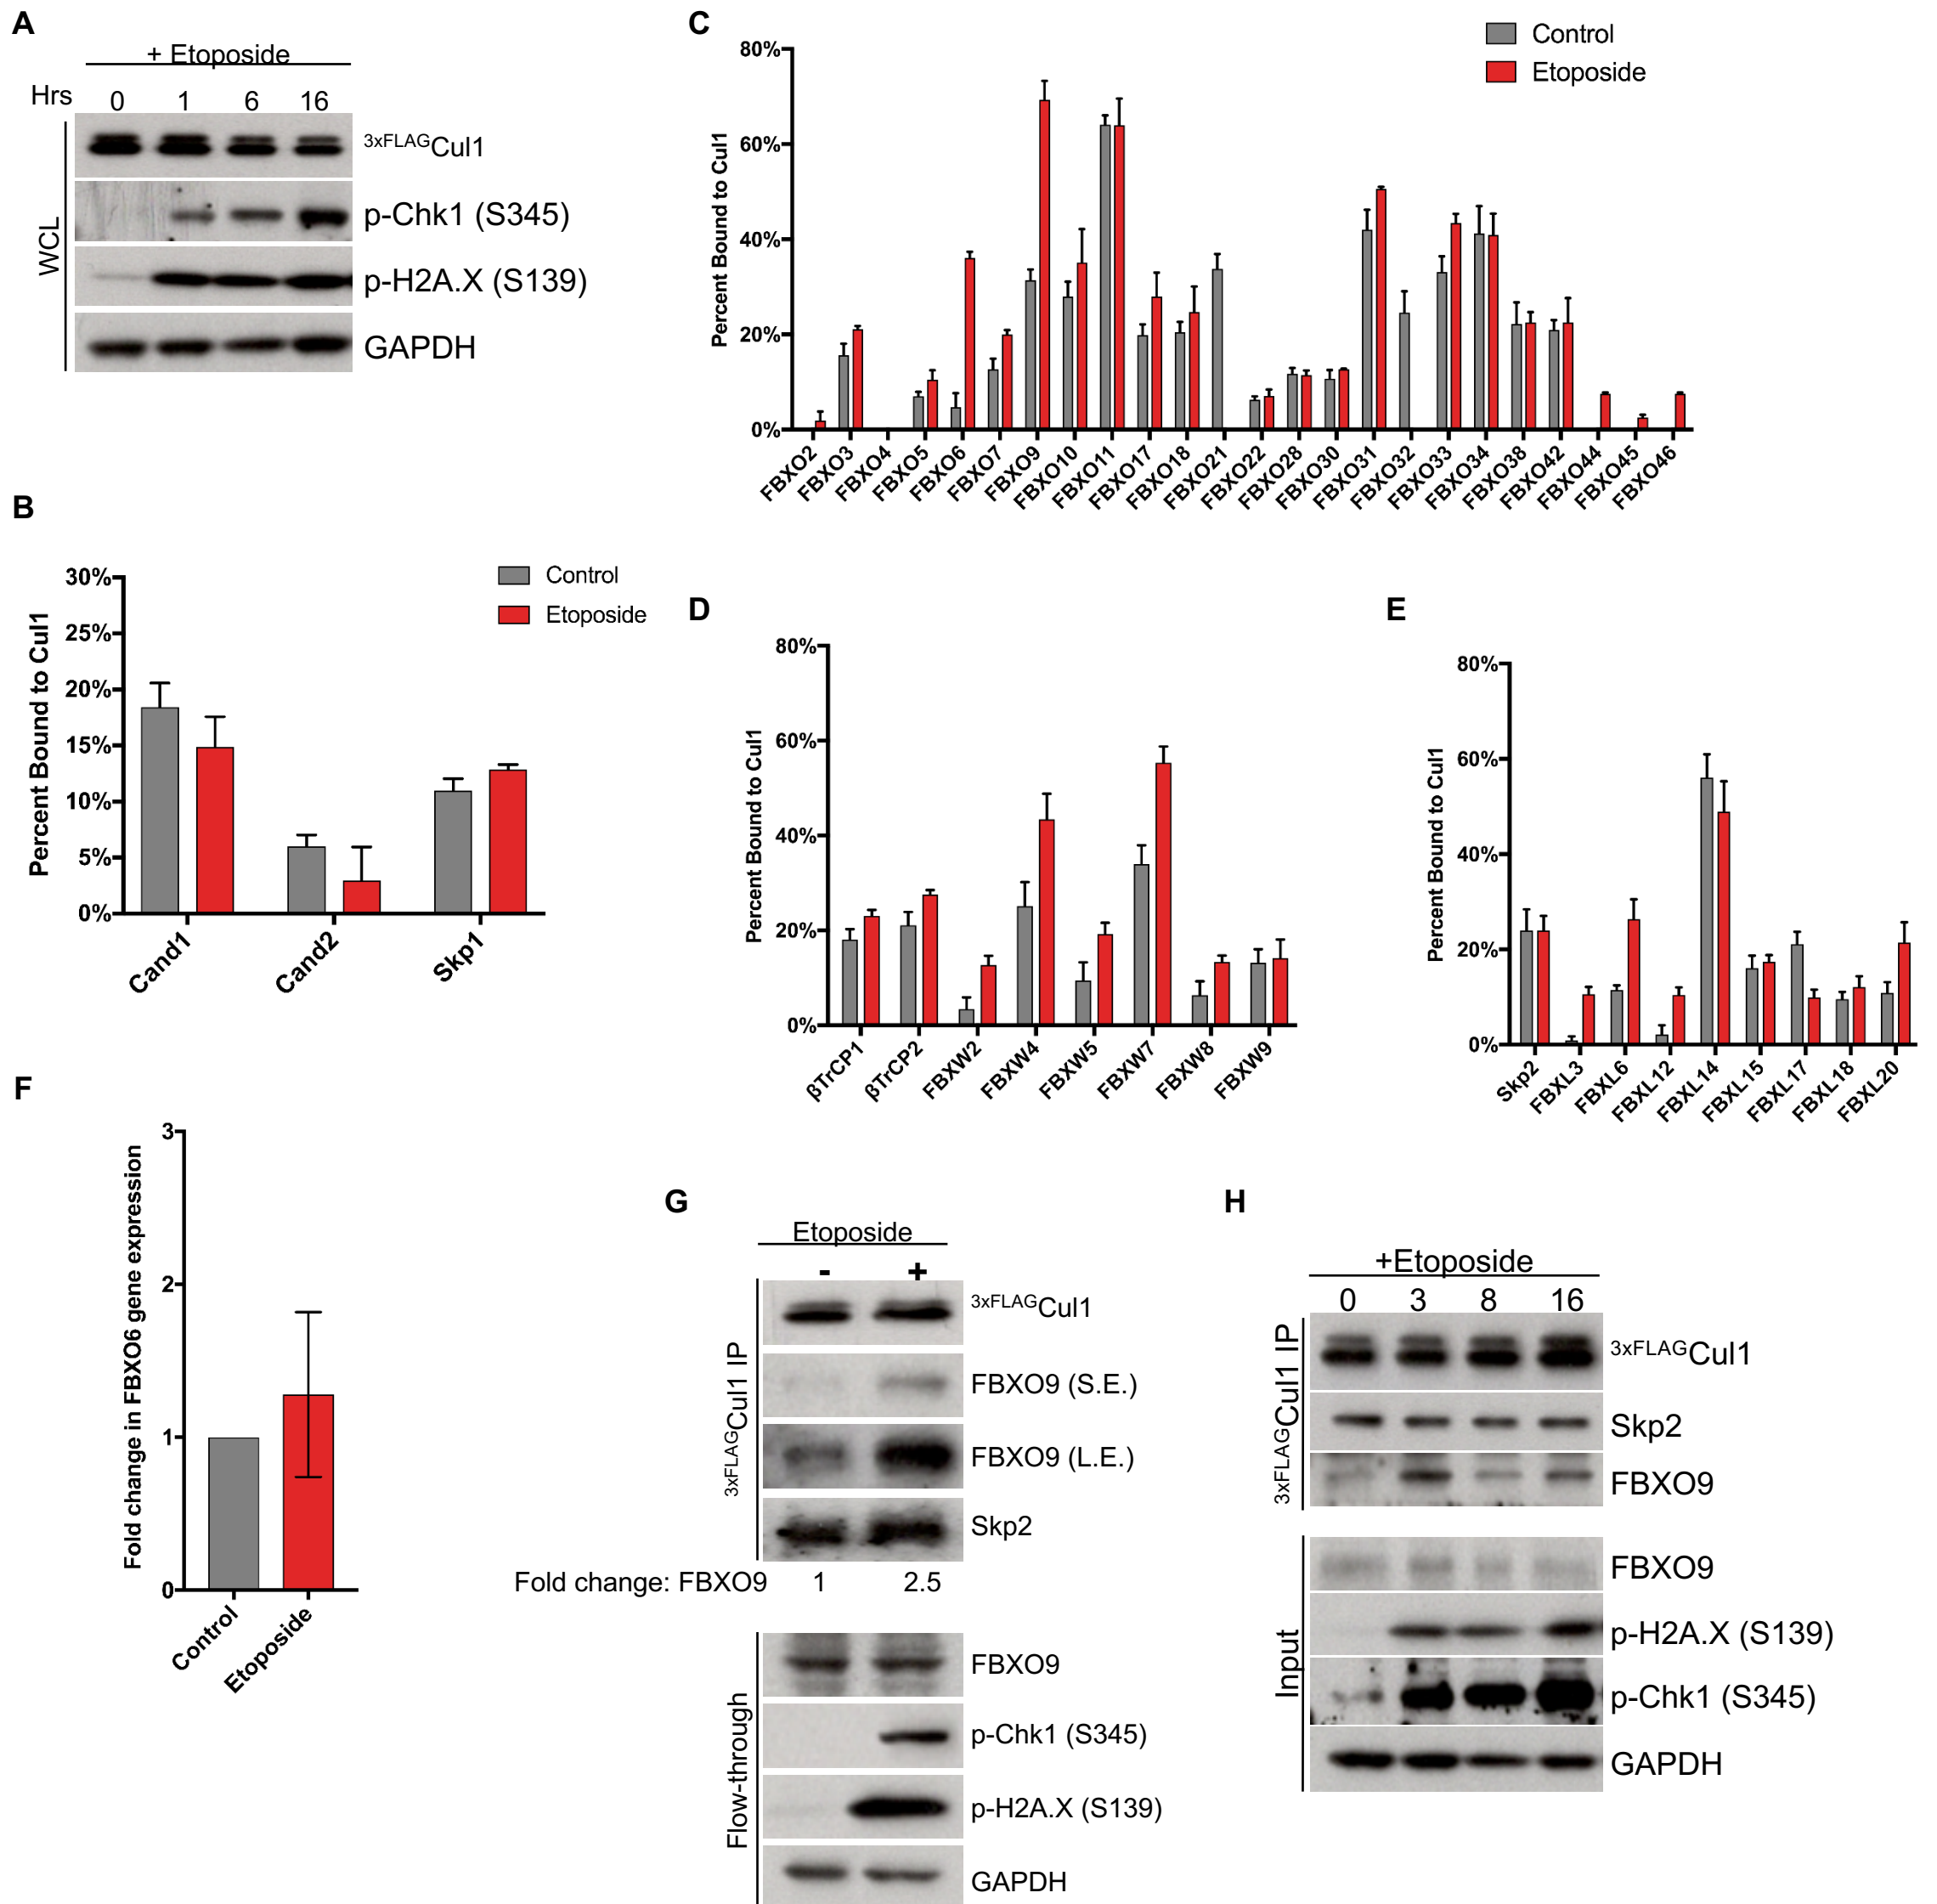 A
+ Etoposide
Hrs 0 1 6 16
WCL
3xFLAGCul1
p-Chk1 (S345)
p-H2A.X (S139)
GAPDH
B
Percent Bound to Cul1
30%
25%
20%
15%
10%
5%
0%
Control
Etoposide
Cand1 Cand2 Skp1
C
Percent Bound to Cul1
80%
60%
40%
20%
0%
Control
Etoposide
FBXO2 FBXO3 FBXO4 FBXO5 FBXO6 FBXO7 FBXO9 FBXO10 FBXO11 FBXO17 FBXO18 FBXO21 FBXO22 FBXO28 FBXO30 FBXO31 FBXO32 FBXO33 FBXO34 FBXO38 FBXO42 FBXO44 FBXO45 FBXO46
D
Percent Bound to Cul1
80%
60%
40%
20%
0%
βTrCP1 βTrCP2 FBXW2 FBXW4 FBXW5 FBXW7 FBXW8 FBXW9
E
Percent Bound to Cul1
80%
60%
40%
20%
0%
Skp2 FBXL3 FBXL6 FBXL12 FBXL14 FBXL15 FBXL17 FBXL18 FBXL20
F
Fold change in FBXO6 gene expression
3
2
1
0
Control Etoposide
G
Etoposide
- +
3xFLAGCul1 IP
3xFLAGCul1
FBXO9 (S.E.)
FBXO9 (L.E.)
Skp2
Fold change: FBXO9 1 2.5
Flow-through
FBXO9
p-Chk1 (S345)
p-H2A.X (S139)
GAPDH
H
+Etoposide
0 3 8 16
3xFLAGCul1 IP
3xFLAGCul1
Skp2
FBXO9
Input
FBXO9
p-H2A.X (S139)
p-Chk1 (S345)
GAPDH